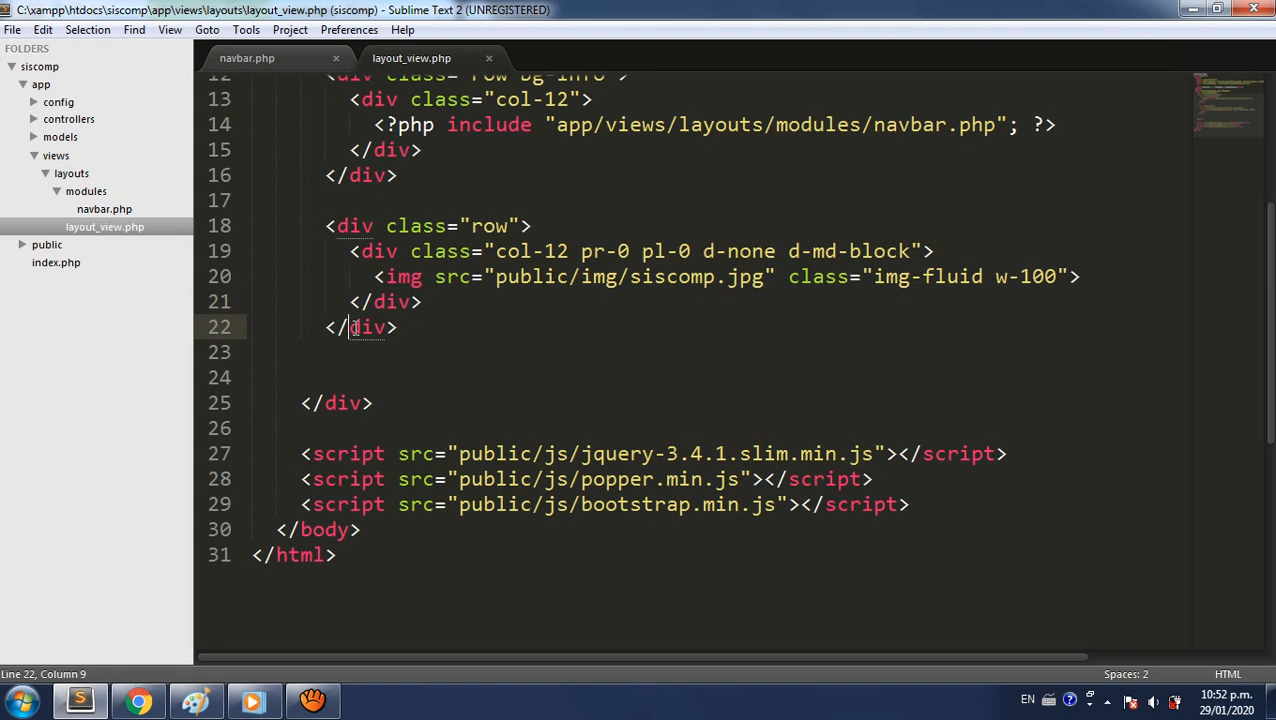 C:\xampp\htdocs\siscomp\app\views\layouts\layout_view.php (siscomp) - Sublime Text 2 (UNREGISTERED)
File Edit Selection Find View Goto Tools Project Preferences Help
FOLDERS
siscomp
app
config
controllers
models
views
layouts
modules
navbar.php
layout_view.php
public
index.php
navbar.php × layout_view.php ×
12 <div class="row bg-info">
13 <div class="col-12">
14 <?php include "app/views/layouts/modules/navbar.php"; ?>
15 </div>
16 </div>
17
18 <div class="row">
19 <div class="col-12 pr-0 pl-0 d-none d-md-block">
20 <img src="public/img/siscomp.jpg" class="img-fluid w-100">
21 </div>
22 </div>
23
24
25 </div>
26
27 <script src="public/js/jquery-3.4.1.slim.min.js"></script>
28 <script src="public/js/popper.min.js"></script>
29 <script src="public/js/bootstrap.min.js"></script>
30 </body>
31 </html>
Line 22, Column 9
Spaces: 2 HTML
EN
10:52 p.m.
29/01/2020